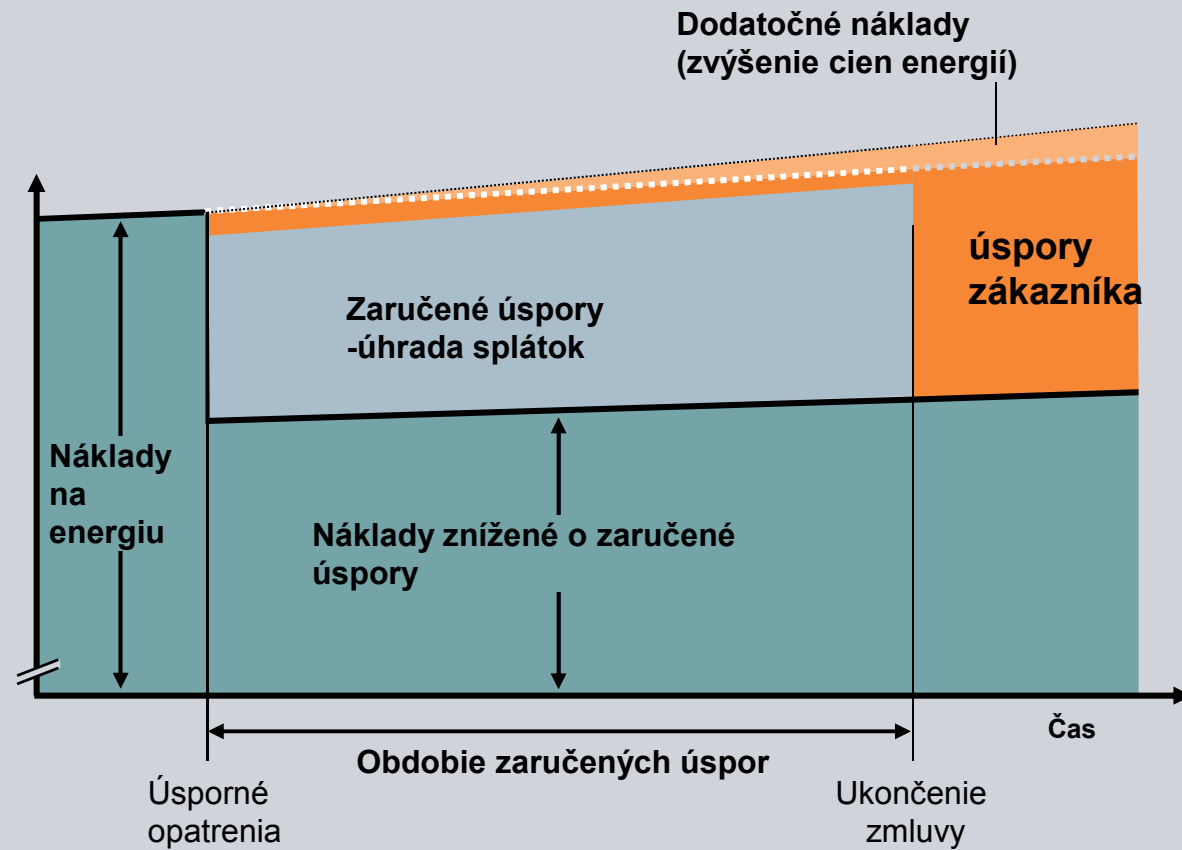 Dodatočné náklady
(zvýšenie cien energií)
úspory
zákazníka
Zaručené úspory
-úhrada splátok
Náklady
na
energiu
Náklady znížené o zaručené
úspory
Čas
Obdobie zaručených úspor
Úsporné
opatrenia
Ukončenie
zmluvy